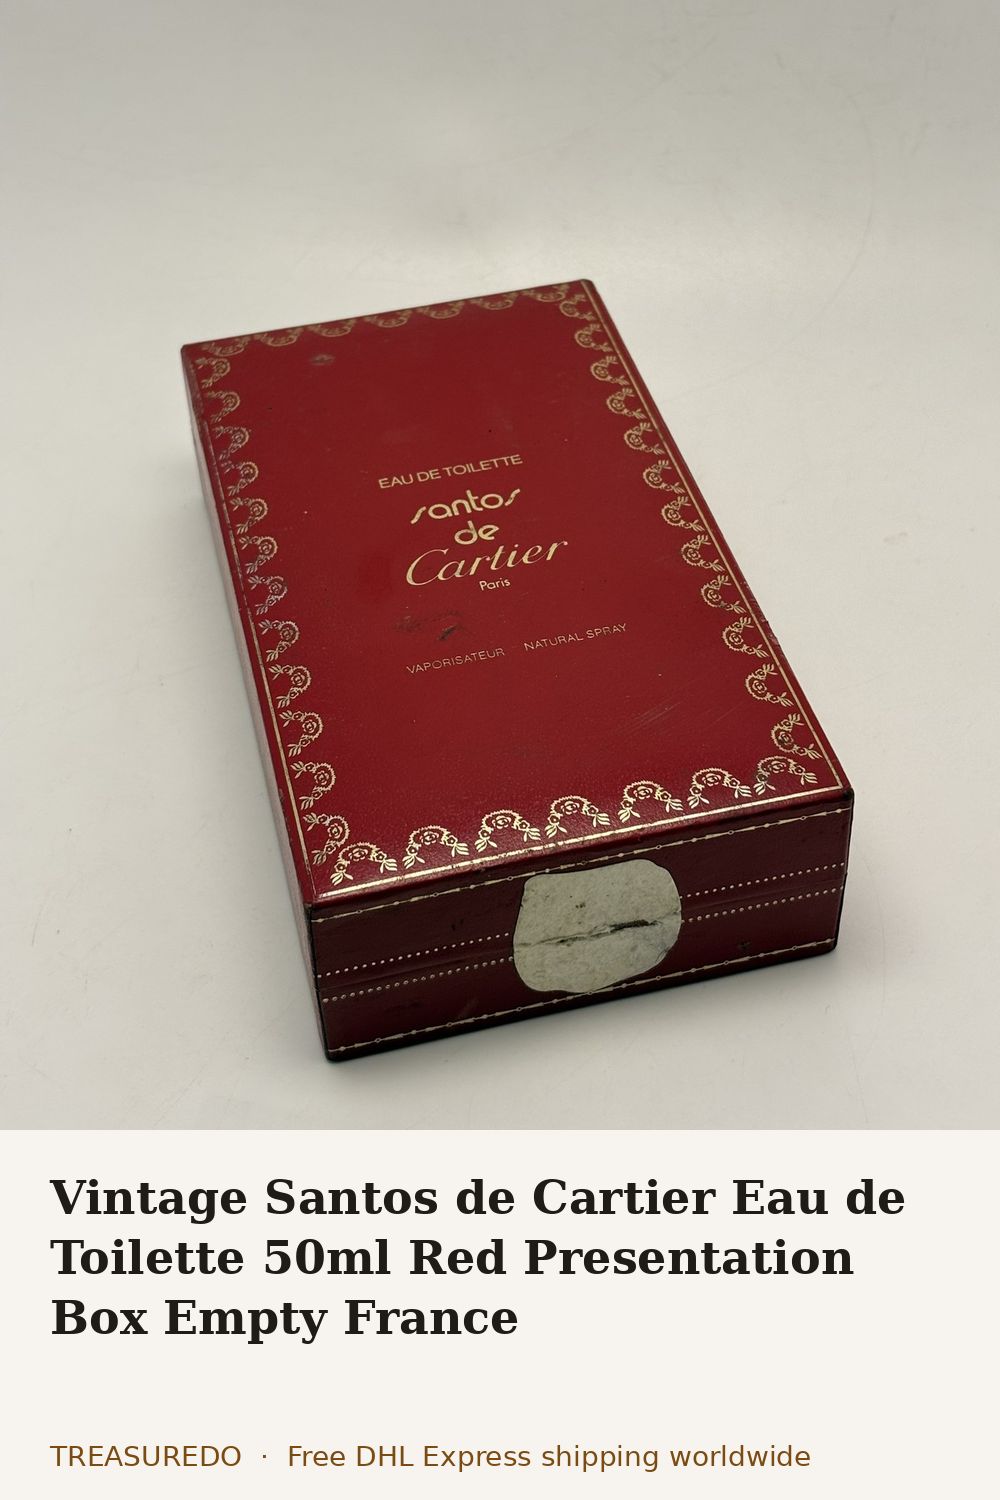 EAU DE TOILETTE
santos
de
Cartier
Paris
VAPORISATEUR NATURAL SPRAY
Vintage Santos de Cartier Eau de
Toilette 50ml Red Presentation
Box Empty France
TREASUREDO · Free DHL Express shipping worldwide